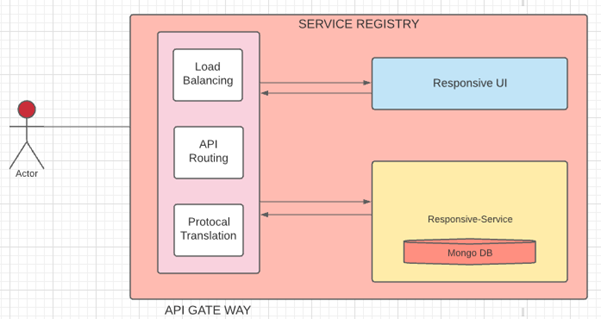 SERVICE REGISTRY
Load
Balancing
API
Routing
Protocal
Translation
Responsive UI
Responsive-Service
Mongo DB
Actor
API GATE WAY